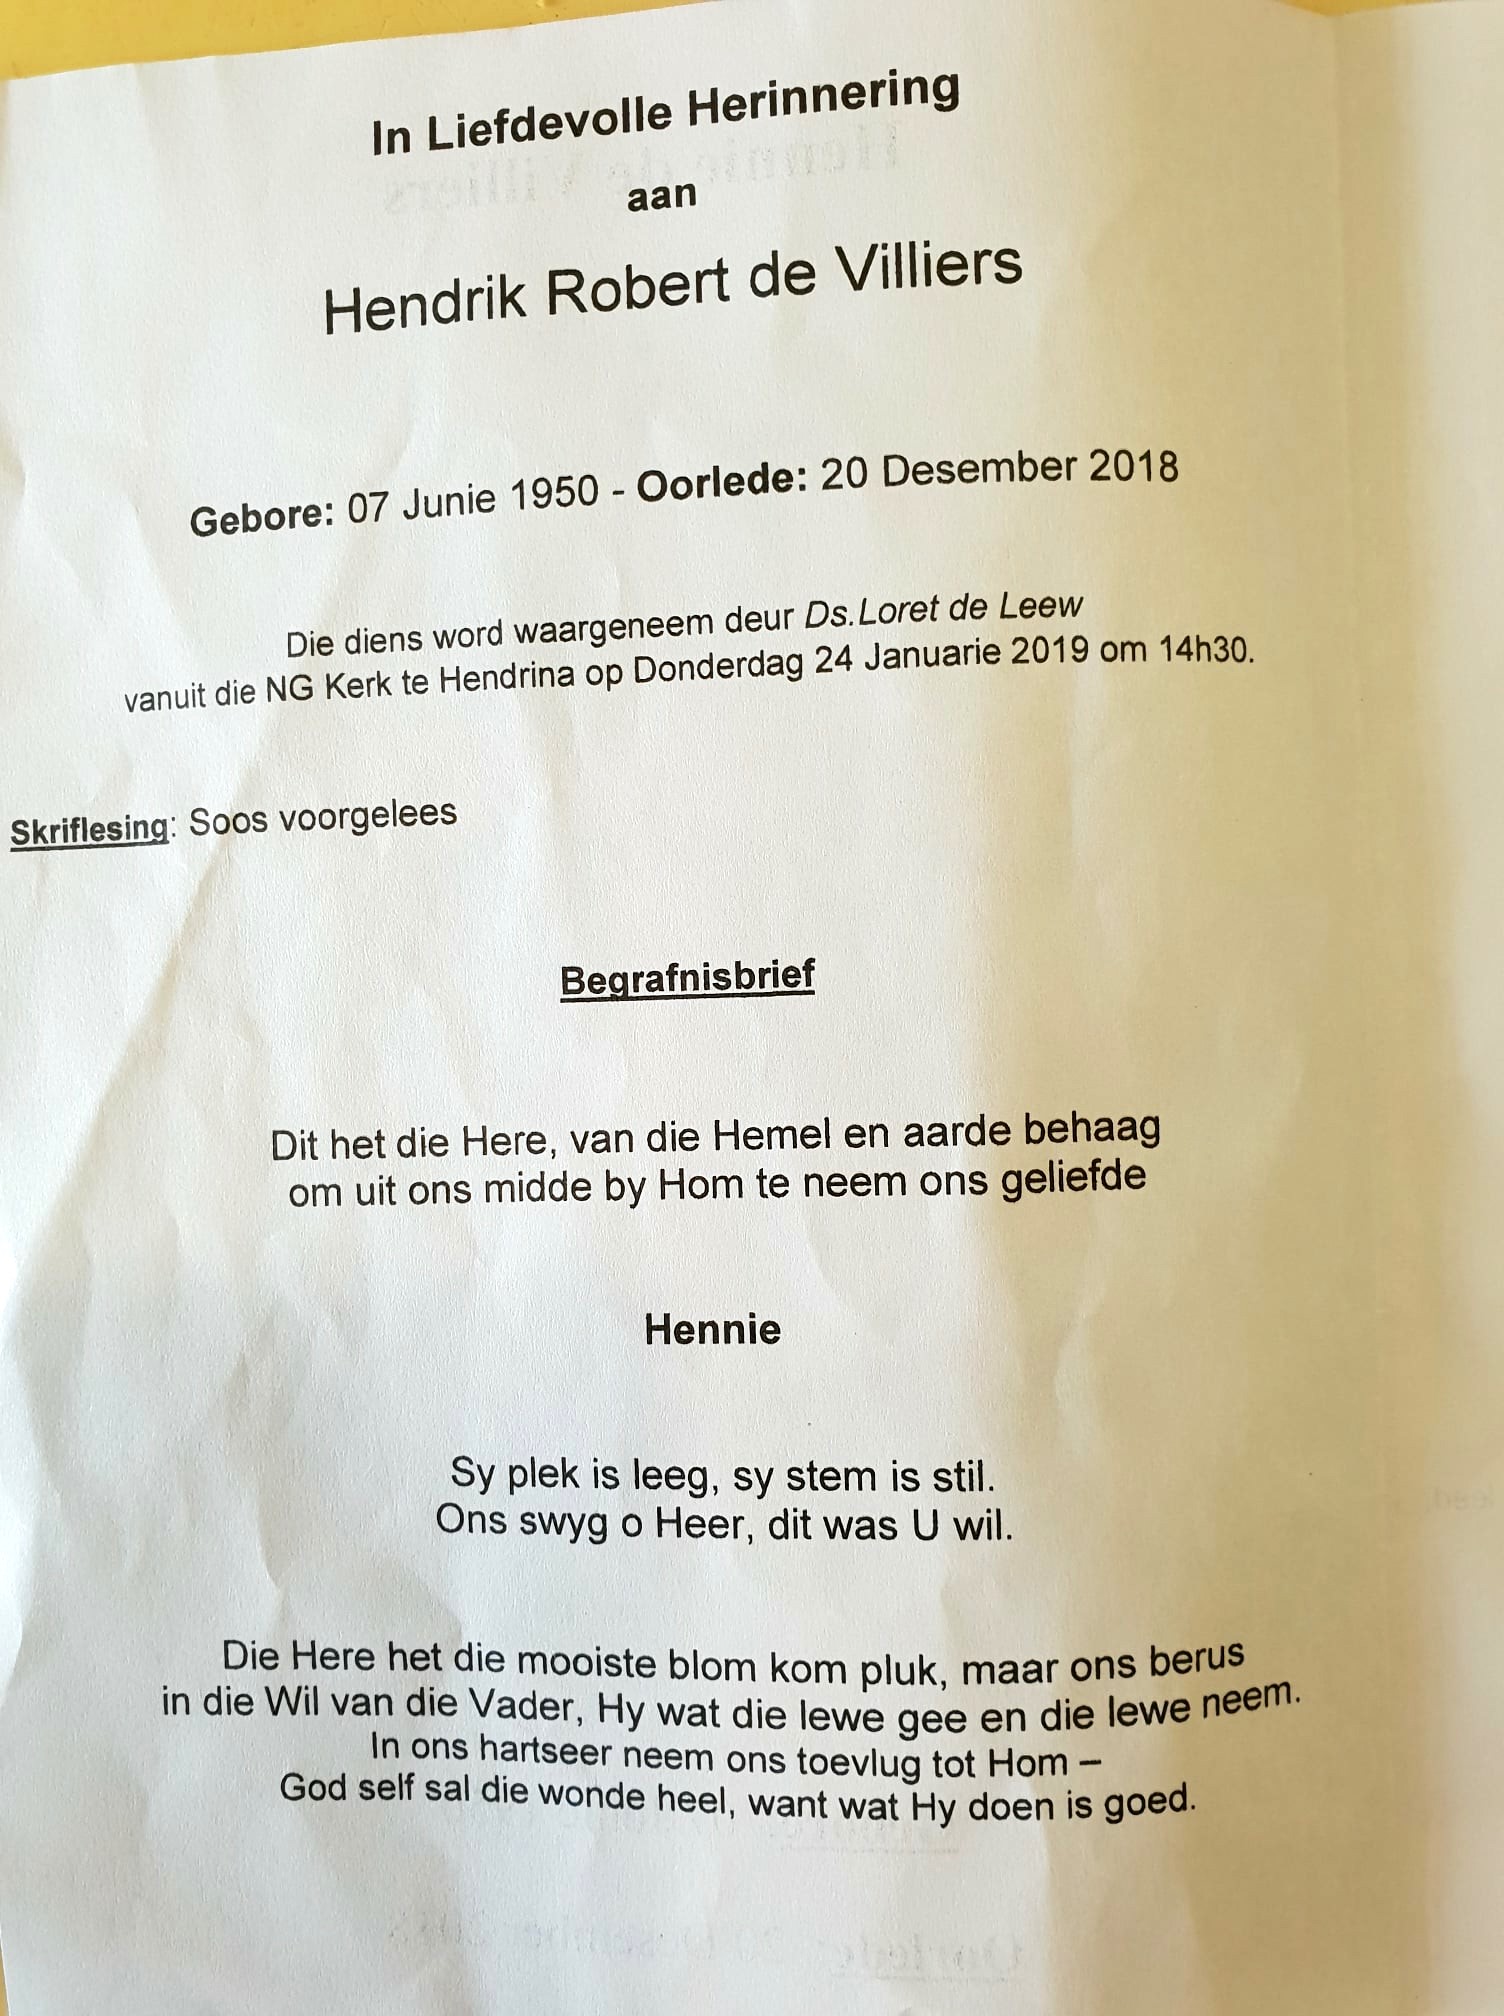 In Liefdevolle Herinnering
aan
Hendrik Robert de Villiers
Gebore: 07 Junie 1950 - Oorlede: 20 Desember 2018
Die diens word waargeneem deur Ds.Loret de Leew
vanuit die NG Kerk te Hendrina op Donderdag 24 Januarie 2019 om 14h30.
Skriflesing: Soos voorgelees
Begrafnisbrief
Dit het die Here, van die Hemel en aarde behaag
om uit ons midde by Hom te neem ons geliefde
Hennie
Sy plek is leeg, sy stem is stil.
Ons swyg o Heer, dit was U wil.
Die Here het die mooiste blom kom pluk, maar ons berus
in die Wil van die Vader, Hy wat die lewe gee en die lewe neem.
In ons hartseer neem ons toevlug tot Hom –
God self sal die wonde heel, want wat Hy doen is goed.